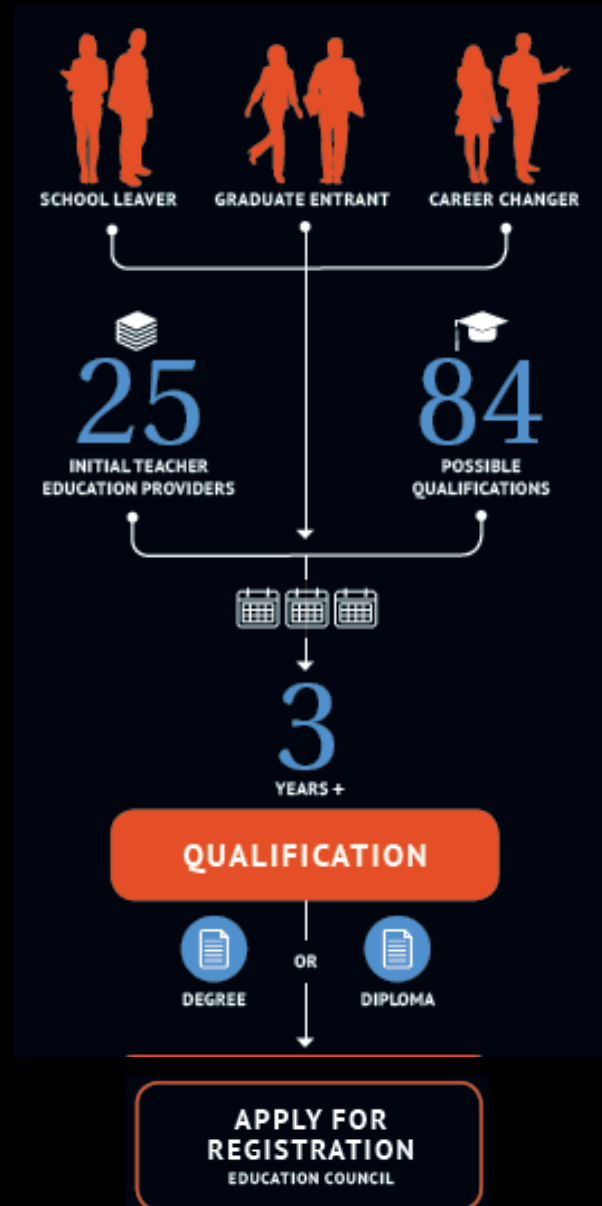 SCHOOL LEAVER
GRADUATE ENTRANT
CAREER CHANGER
25
INITIAL TEACHER
EDUCATION PROVIDERS
84
POSSIBLE
QUALIFICATIONS
3
YEARS +
QUALIFICATION
OR
DEGREE
DIPLOMA
APPLY FOR
REGISTRATION
EDUCATION COUNCIL